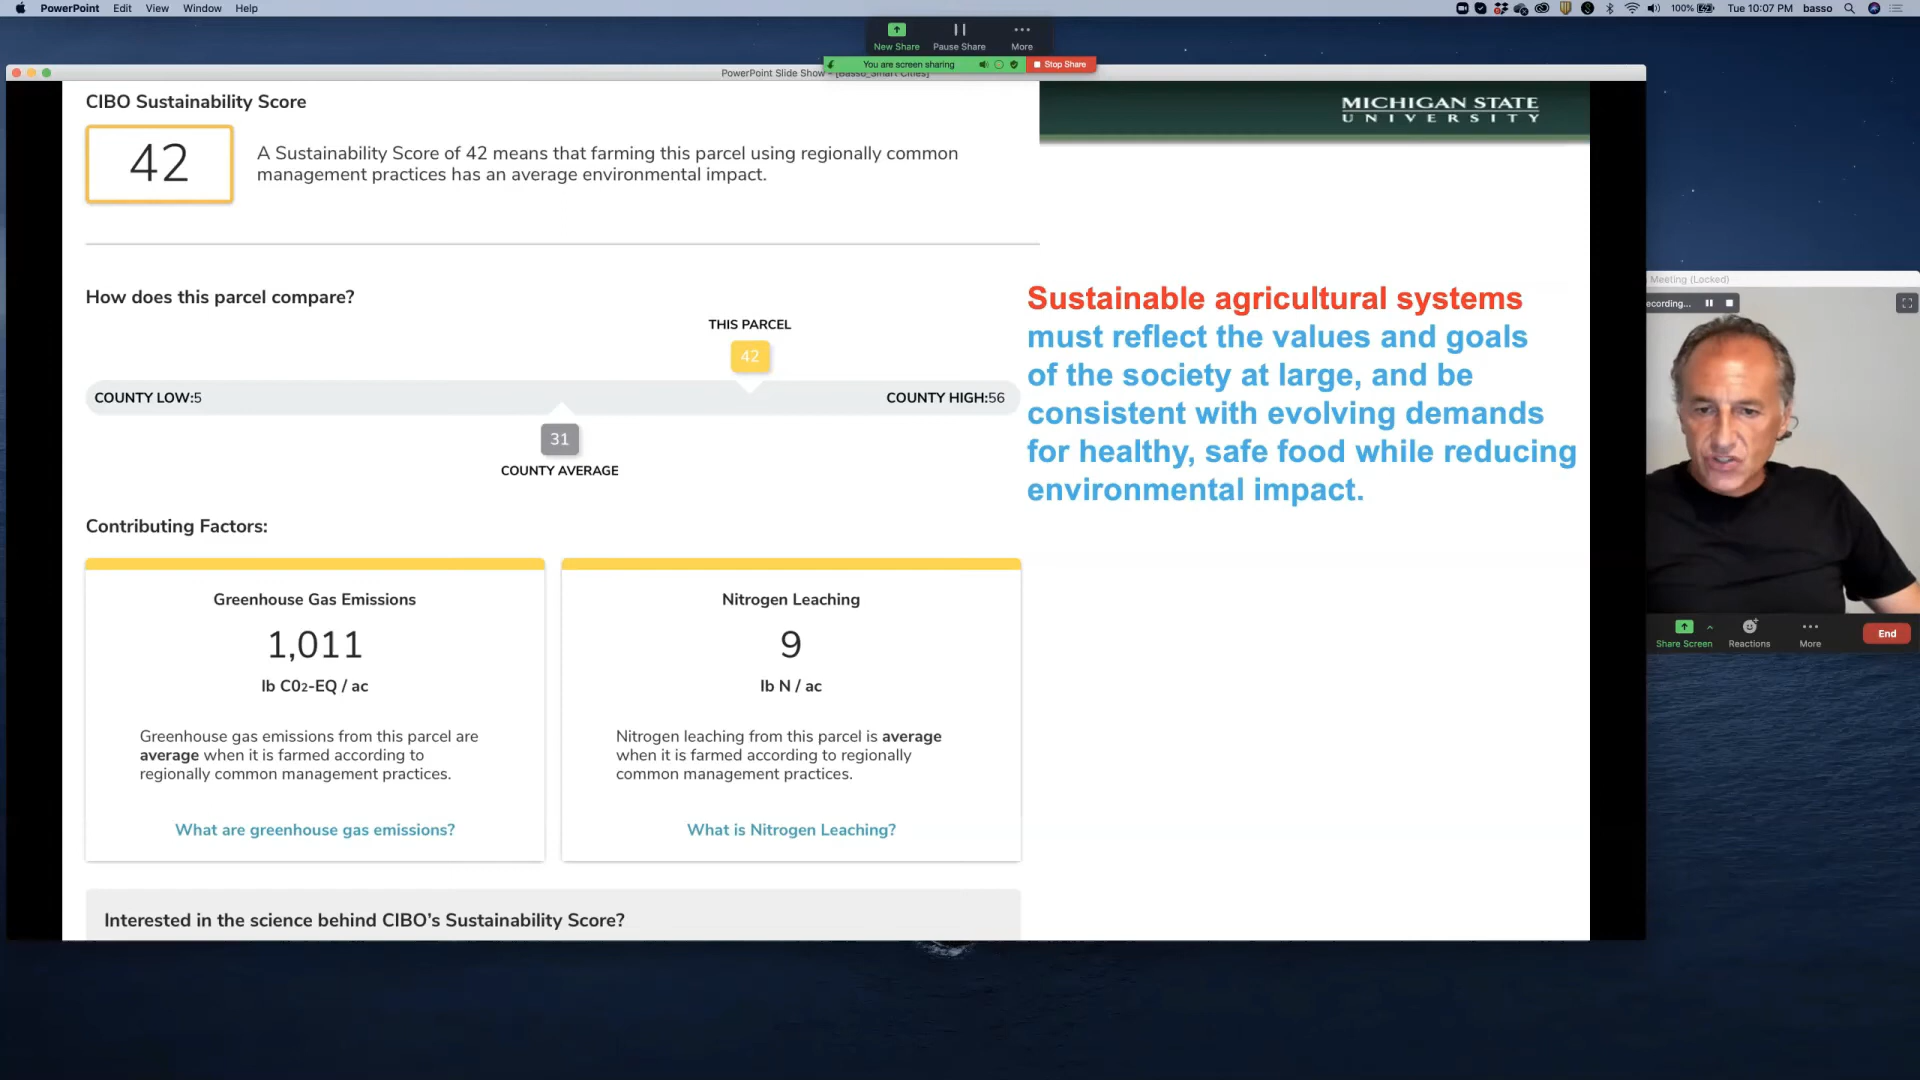 PowerPoint Edit View Window Help
100% Tue 10:07 PM basso
New Share Pause Share More
You are screen sharing Stop Share
PowerPoint Slide Show - [Basso_Smart Cities]
CIBO Sustainability Score
MICHIGAN STATE
UNIVERSITY
42
A Sustainability Score of 42 means that farming this parcel using regionally common
management practices has an average environmental impact.
How does this parcel compare?
THIS PARCEL
42
COUNTY LOW:5
COUNTY HIGH:56
31
COUNTY AVERAGE
Sustainable agricultural systems
must reflect the values and goals
of the society at large, and be
consistent with evolving demands
for healthy, safe food while reducing
environmental impact.
Contributing Factors:
Greenhouse Gas Emissions
1,011
lb C02-EQ / ac
Greenhouse gas emissions from this parcel are
average when it is farmed according to
regionally common management practices.
What are greenhouse gas emissions?
Nitrogen Leaching
9
lb N / ac
Nitrogen leaching from this parcel is average
when it is farmed according to regionally
common management practices.
What is Nitrogen Leaching?
Interested in the science behind CIBO's Sustainability Score?
Meeting (Locked)
ecording...
Share Screen Reactions More End